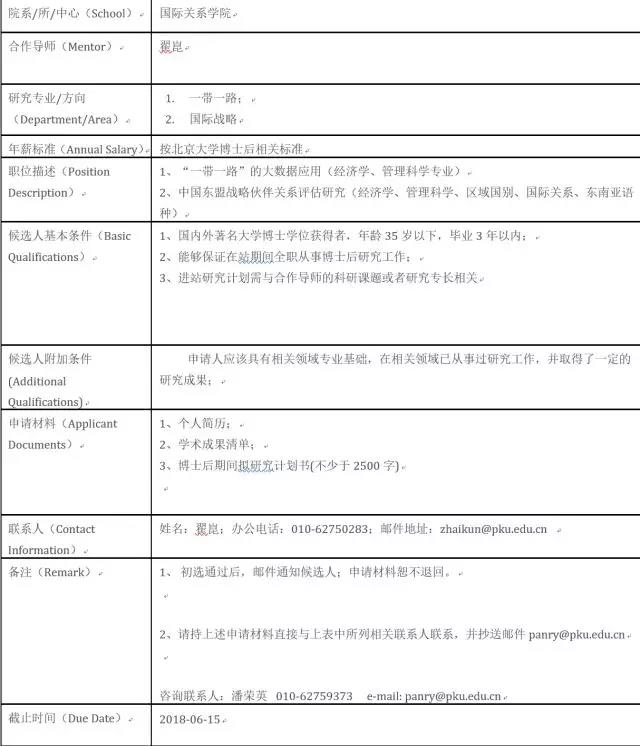 院系/所/中心（School） 国际关系学院
合作导师（Mentor） 翟崑
研究专业/方向 1. 一带一路；
（Department/Area） 2. 国际战略
年薪标准（Annual Salary） 按北京大学博士后相关标准
职位描述（Position 1、“一带一路”的大数据应用（经济学、管理科学专业）
Description） 2、中国东盟战略伙伴关系评估研究（经济学、管理科学、区域国别、国际关系、东南亚语
种）
候选人基本条件（Basic 1、国内外著名大学博士学位获得者，年龄 35 岁以下，毕业 3 年以内；
Qualifications） 2、能够保证在站期间全职从事博士后研究工作；
3、进站研究计划需与合作导师的科研课题或者研究专长相关
候选人附加条件 申请人应该具有相关领域专业基础，在相关领域已从事过研究工作，并取得了一定的
(Additional 研究成果；
Qualifications)
申请材料（Applicant 1、个人简历；
Documents） 2、学术成果清单；
3、博士后期间拟研究计划书(不少于 2500 字)
联系人（Contact 姓名：翟崑；办公电话：010-62750283；邮件地址：zhaikun@pku.edu.cn
Information）
备注（Remark） 1、 初选通过后，邮件通知候选人；申请材料恕不退回。
2、请持上述申请材料直接与上表中所列相关联系人联系，并抄送邮件 panry@pku.edu.cn
咨询联系人：潘荣英 010-62759373 e-mail: panry@pku.edu.cn
截止时间（Due Date） 2018-06-15